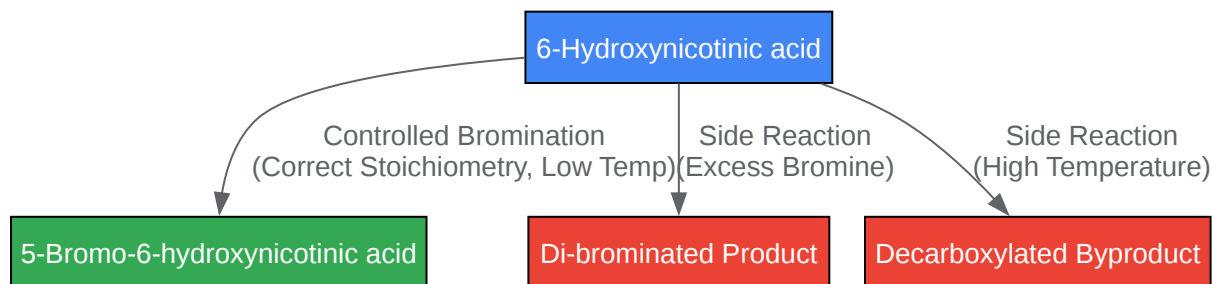 6-Hydroxynicotinic acid
Controlled Bromination
(Correct Stoichiometry, Low Temp)
Side Reaction
(Excess Bromine)
Side Reaction
(High Temperature)
5-Bromo-6-hydroxynicotinic acid
Di-brominated Product
Decarboxylated Byproduct